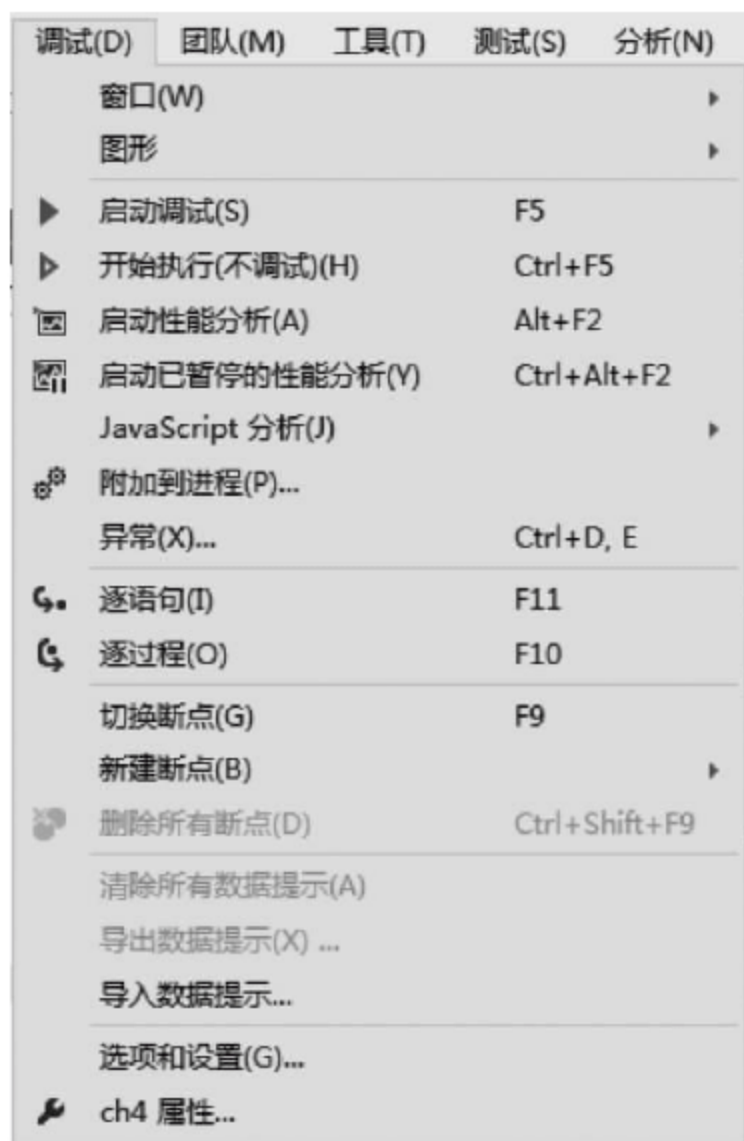 调试(D) 团队(M) 工具(T) 测试(S) 分析(N)
窗口(W)
图形
启动调试(S) F5
开始执行(不调试)(H) Ctrl+F5
启动性能分析(A) Alt+F2
启动已暂停的性能分析(Y) Ctrl+Alt+F2
JavaScript 分析(J)
附加到进程(P)...
异常(X)... Ctrl+D, E
逐语句(I) F11
逐过程(O) F10
切换断点(G) F9
新建断点(B)
删除所有断点(D) Ctrl+Shift+F9
清除所有数据提示(A)
导出数据提示(X) ...
导入数据提示...
选项和设置(G)...
ch4 属性...